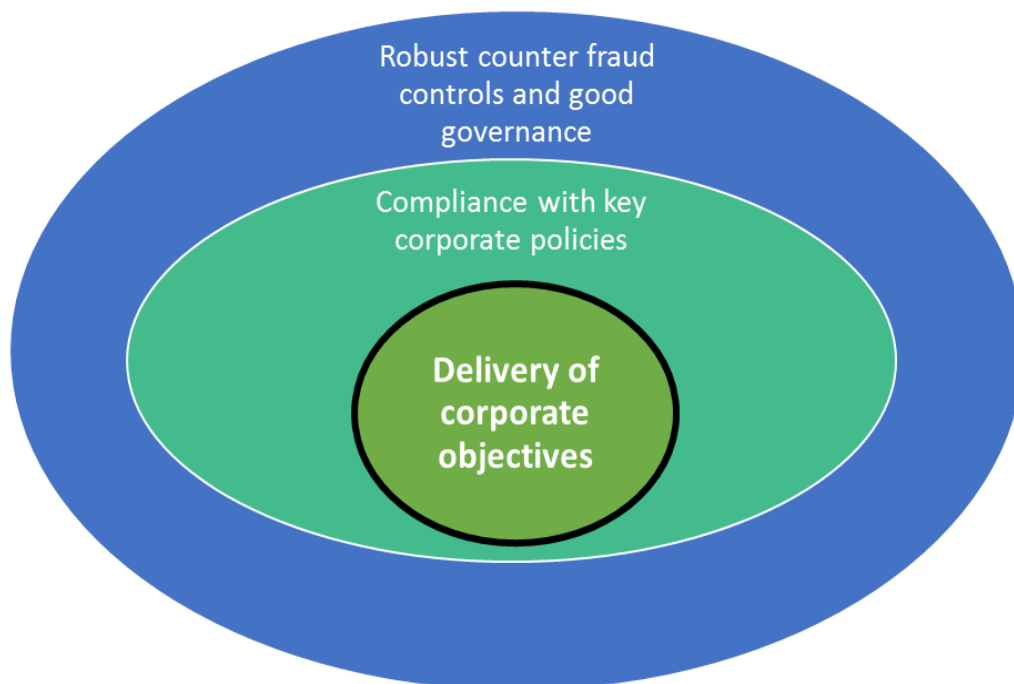 Robust counter fraud
controls and good
governance
Compliance with key
corporate policies
Delivery of
corporate
objectives